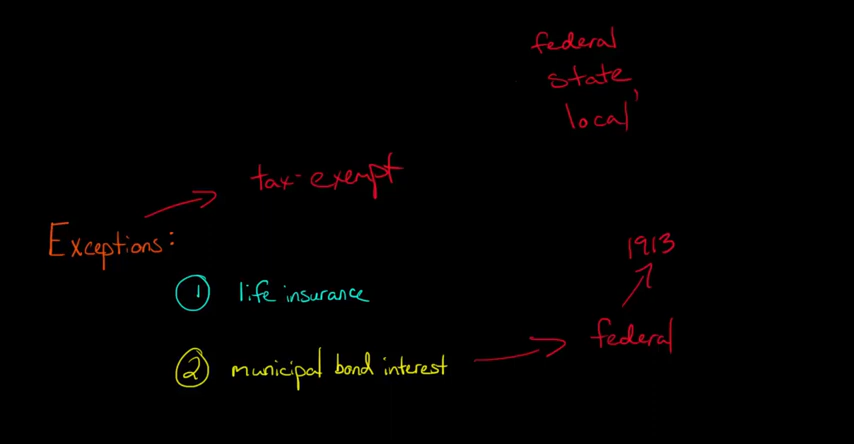 federal
state,
local
tax-exempt
Exceptions:
1913
1 life insurance
federal
2 municipal bond interest